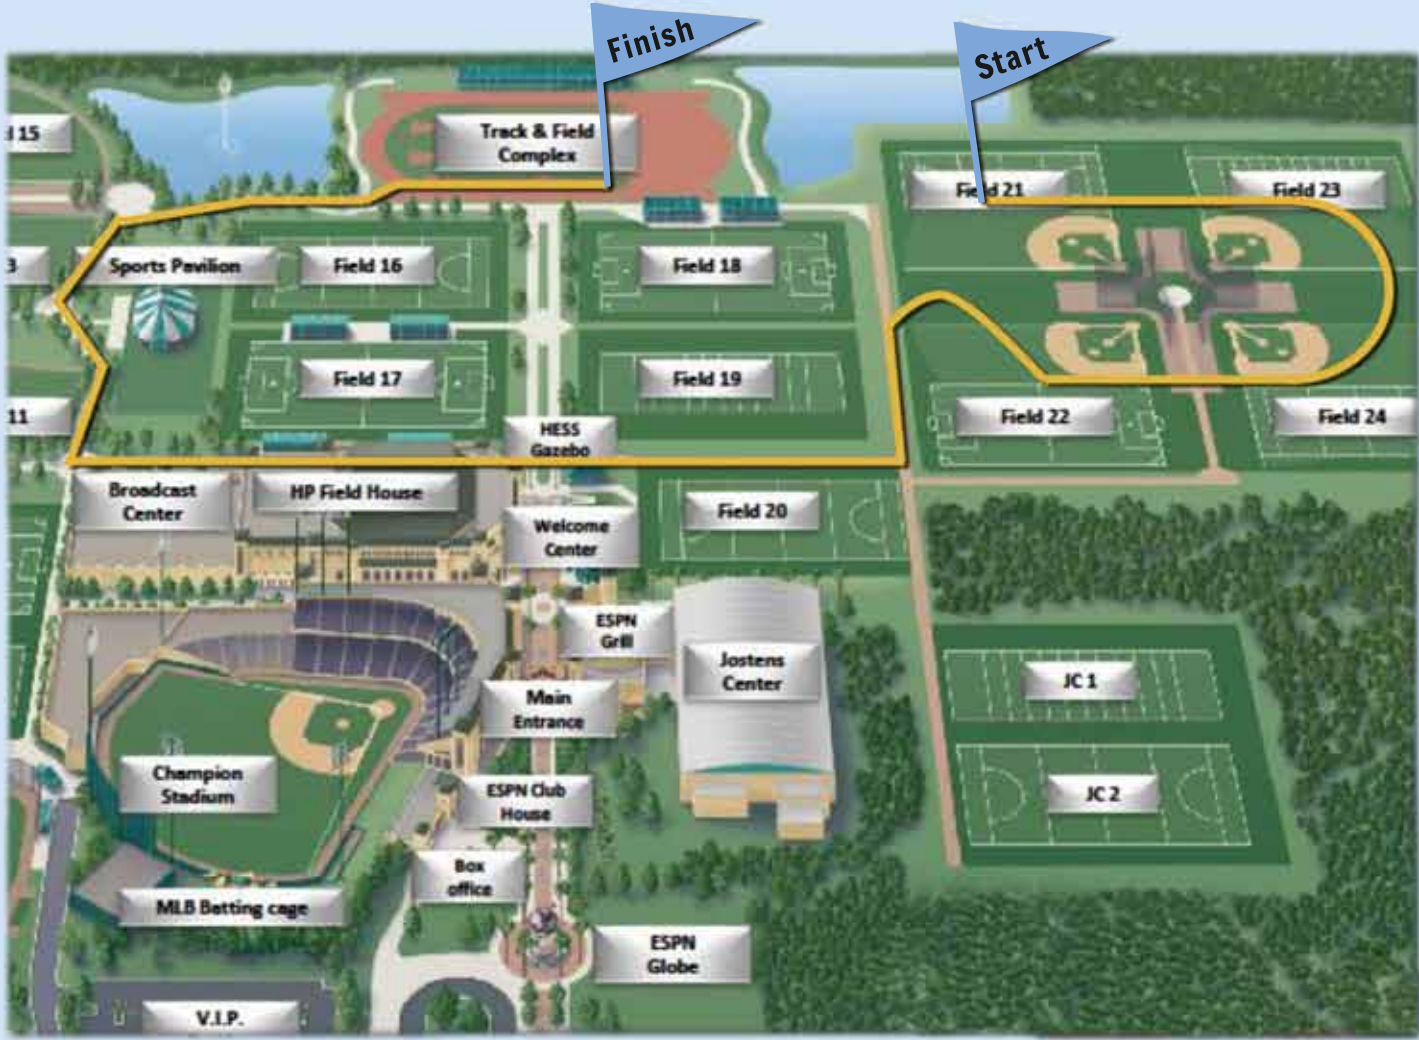 Finish
Start
l 15
Track & Field
Complex
Field 21
Field 23
3
Sports Pavilion
Field 16
Field 18
Field 17
Field 19
11
HESS
Gazebo
Field 22
Field 24
Broadcast
Center
HP Field House
Welcome
Center
Field 20
ESPN
Grill
Jostens
Center
JC 1
Main
Entrance
Champion
Stadium
ESPN Club
House
JC 2
Box
office
MLB Batting cage
ESPN
Globe
V.I.P.